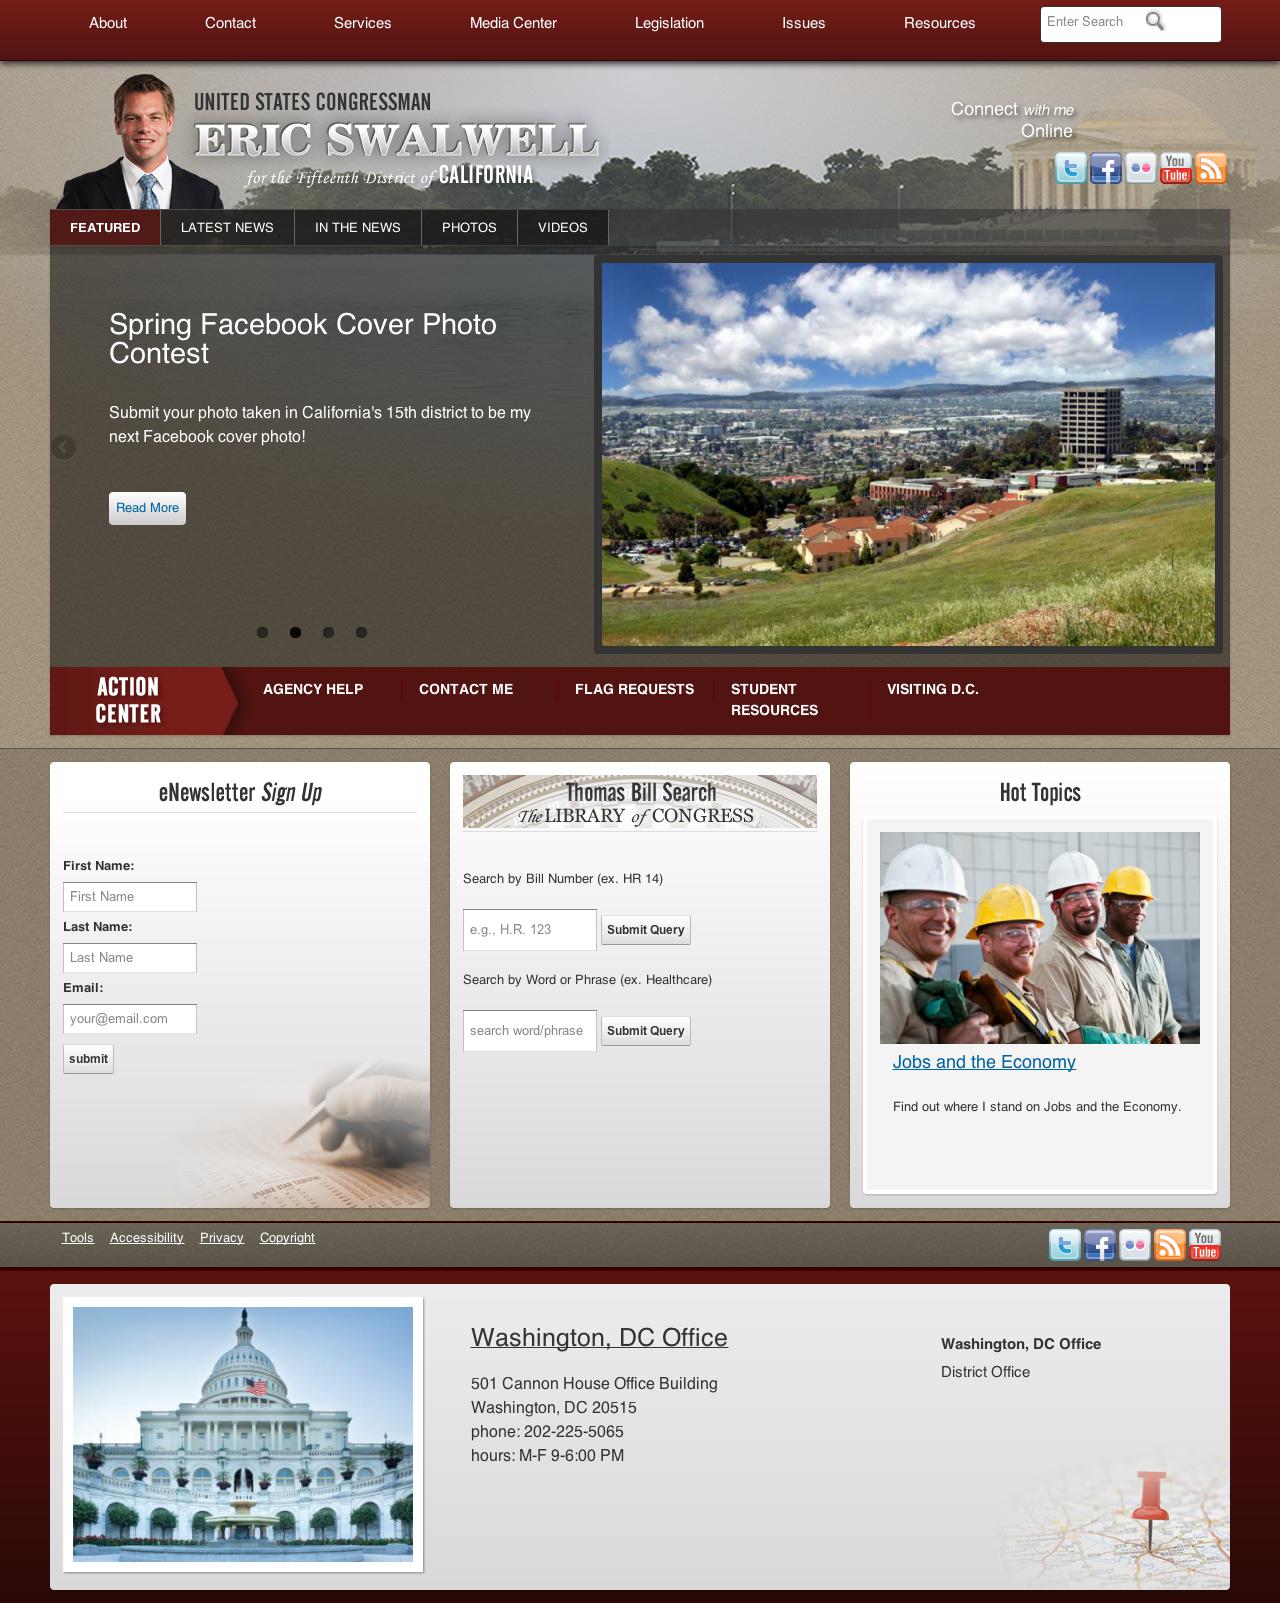 About Contact Services Media Center Legislation Issues Resources Enter Search
UNITED STATES CONGRESSMAN
ERIC SWALWELL
for the Fifteenth District of CALIFORNIA
Connect with me
Online
You
Tube
FEATURED LATEST NEWS IN THE NEWS PHOTOS VIDEOS
Spring Facebook Cover Photo
Contest
Submit your photo taken in California's 15th district to be my
next Facebook cover photo!
Read More
ACTION
CENTER
AGENCY HELP CONTACT ME FLAG REQUESTS STUDENT
RESOURCES
VISITING D.C.
eNewsletter Sign Up
First Name:
First Name
Last Name:
Last Name
Email:
your@email.com
submit
Thomas Bill Search
The LIBRARY of CONGRESS
Search by Bill Number (ex. HR 14)
e.g., H.R. 123 Submit Query
Search by Word or Phrase (ex. Healthcare)
search word/phrase Submit Query
Hot Topics
Jobs and the Economy
Find out where I stand on Jobs and the Economy.
Tools Accessibility Privacy Copyright
You
Tube
Washington, DC Office
501 Cannon House Office Building
Washington, DC 20515
phone: 202-225-5065
hours: M-F 9-6:00 PM
Washington, DC Office
District Office